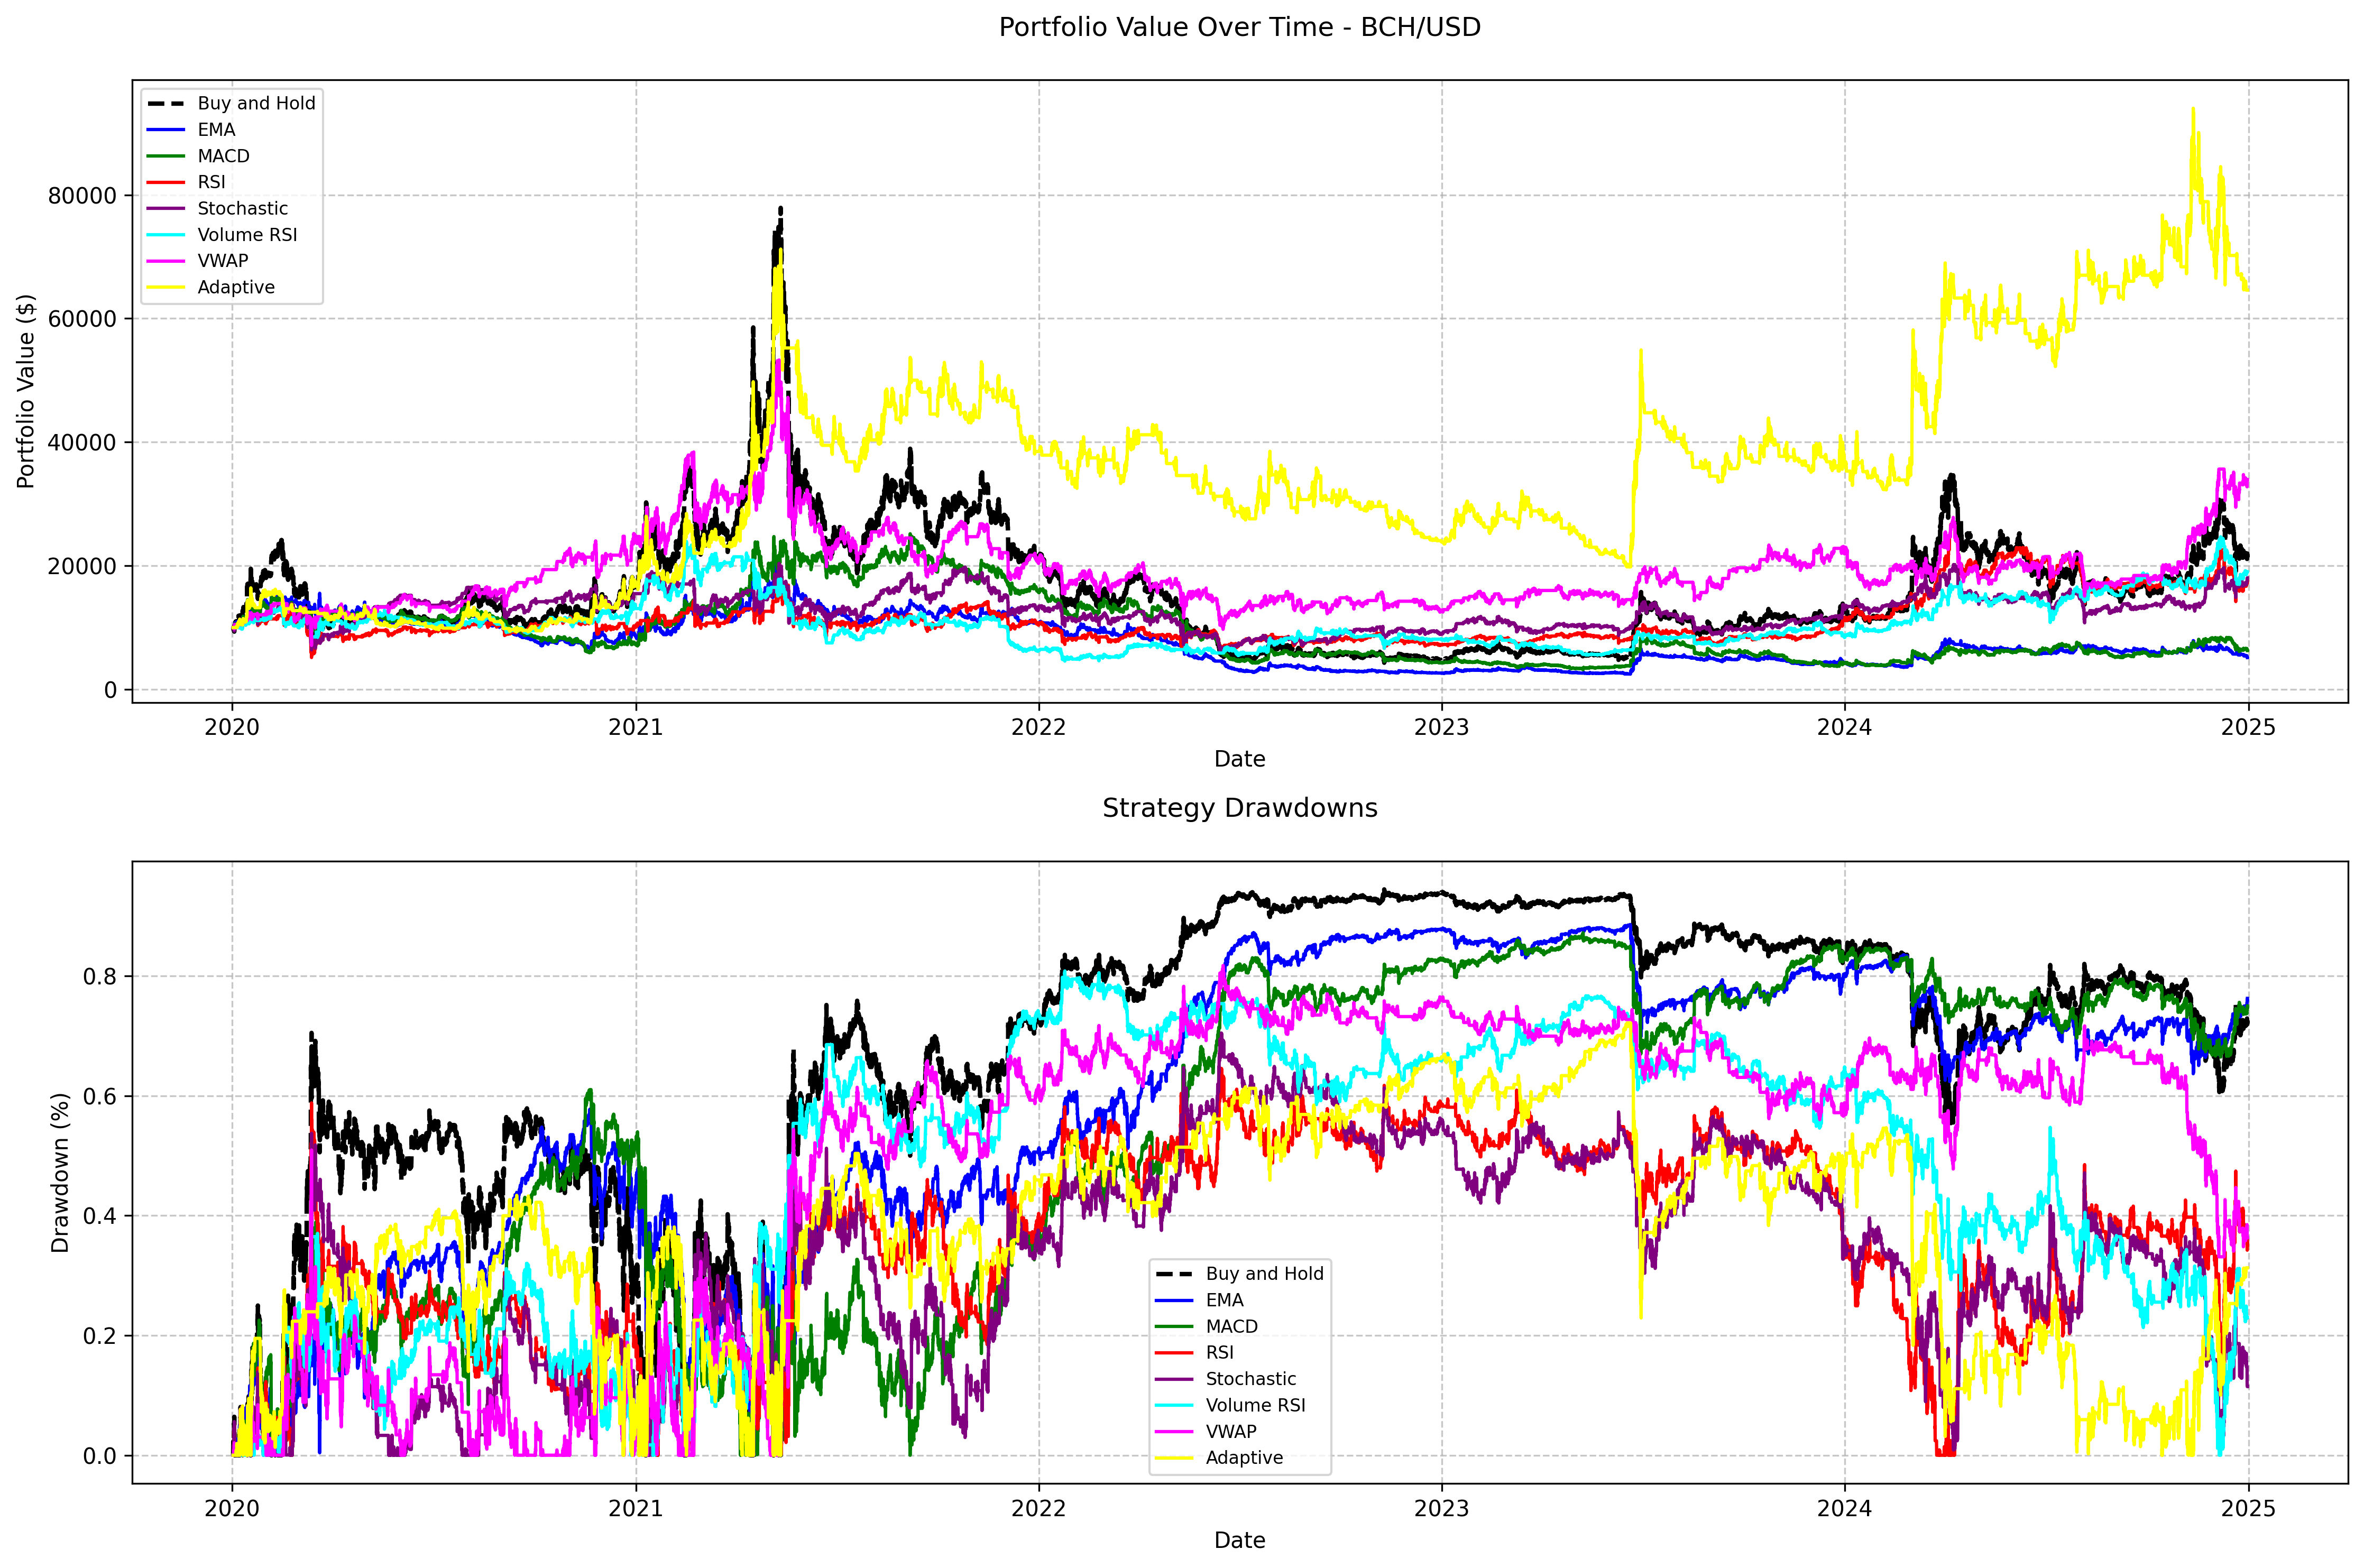 Portfolio Value Over Time - BCH/USD
Buy and Hold
EMA
MACD
RSI
Stochastic
Volume RSI
VWAP
Adaptive
Portfolio Value ($)
80000
60000
40000
20000
0
2020 2021 2022 2023 2024 2025
Date
Strategy Drawdowns
Drawdown (%)
0.8
0.6
0.4
0.2
0.0
Buy and Hold
EMA
MACD
RSI
Stochastic
Volume RSI
VWAP
Adaptive
2020 2021 2022 2023 2024 2025
Date